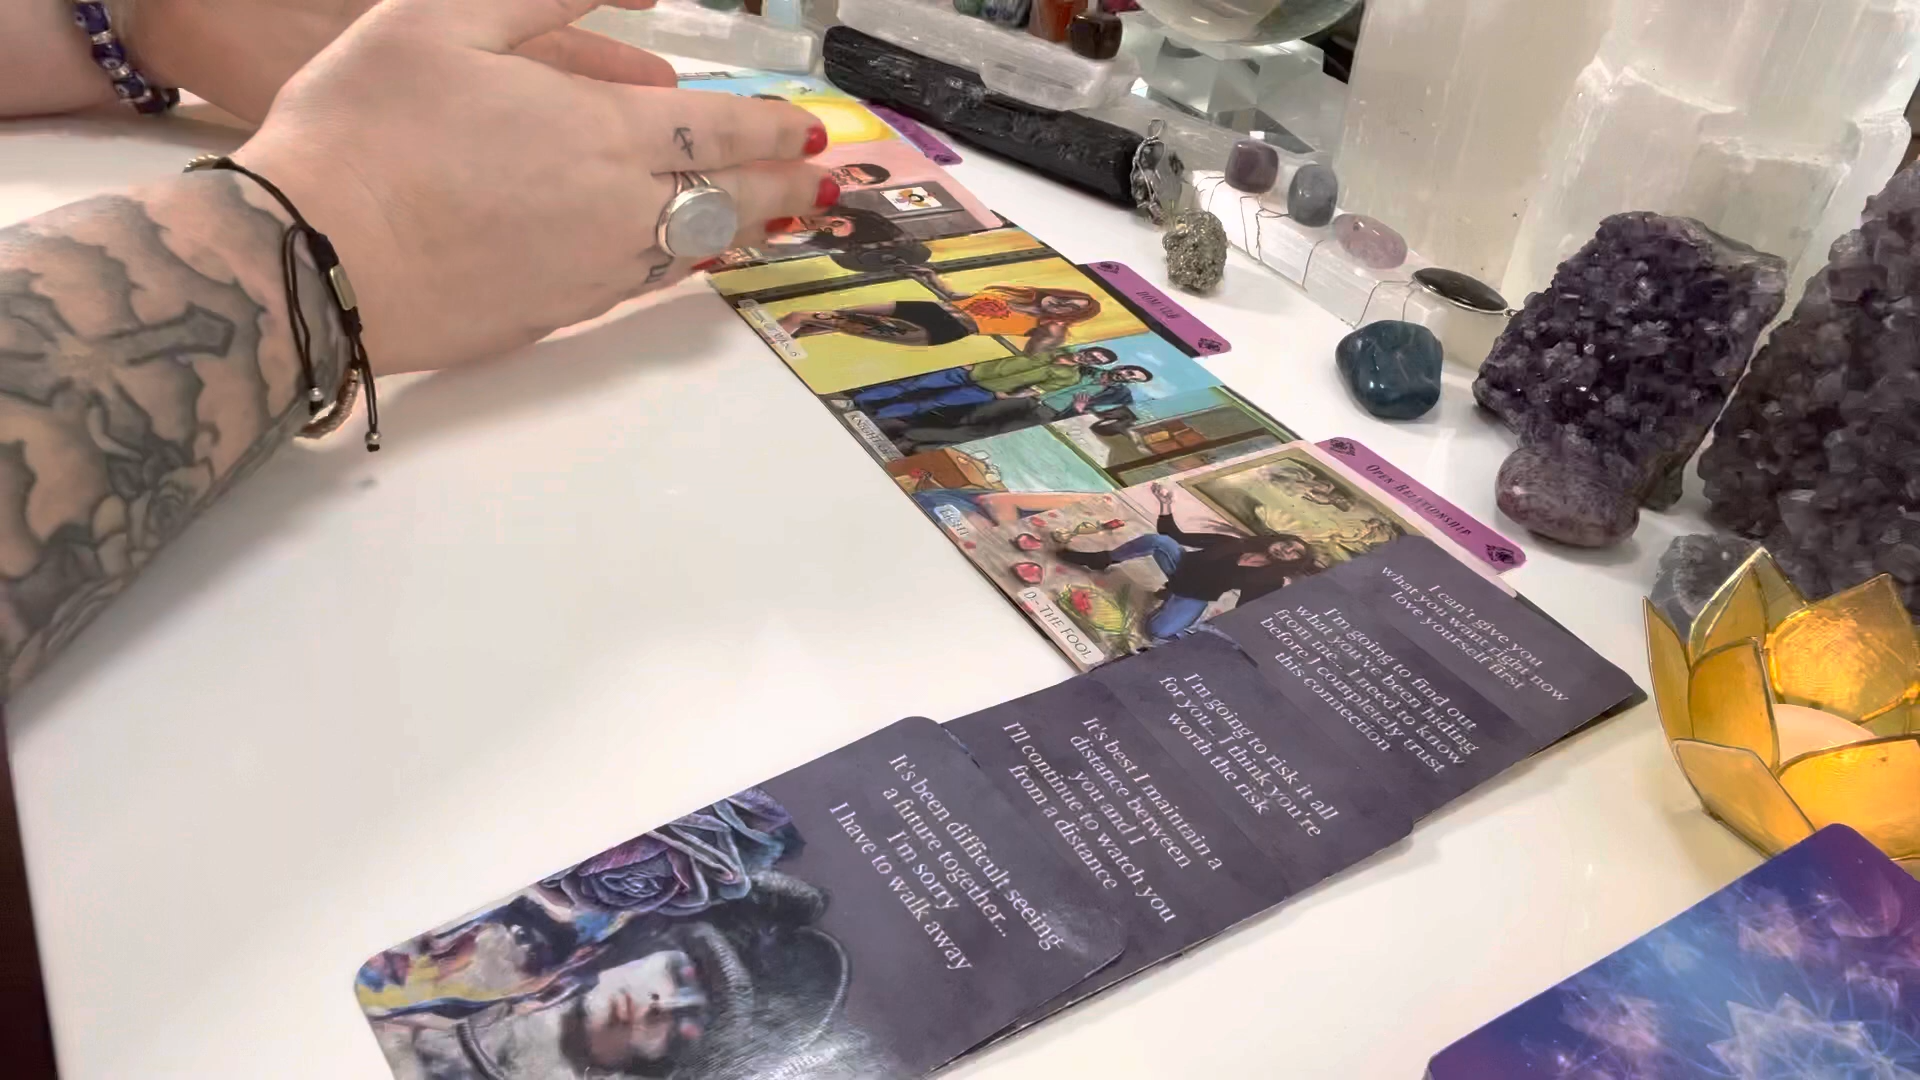 OPEN RELATIONSHIP
0 - THE FOOL
I can't give you
what you want right now
love yourself first
I'm going to find out
what you've been hiding
from me... I need to know
before I completely trust
this connection
I'm going to risk it all
for you... I think you're
worth the risk
It's best I maintain a
distance between
you and I
I'll continue to watch you
from a distance
It's been difficult seeing
a future together...
I'm sorry
I have to walk away